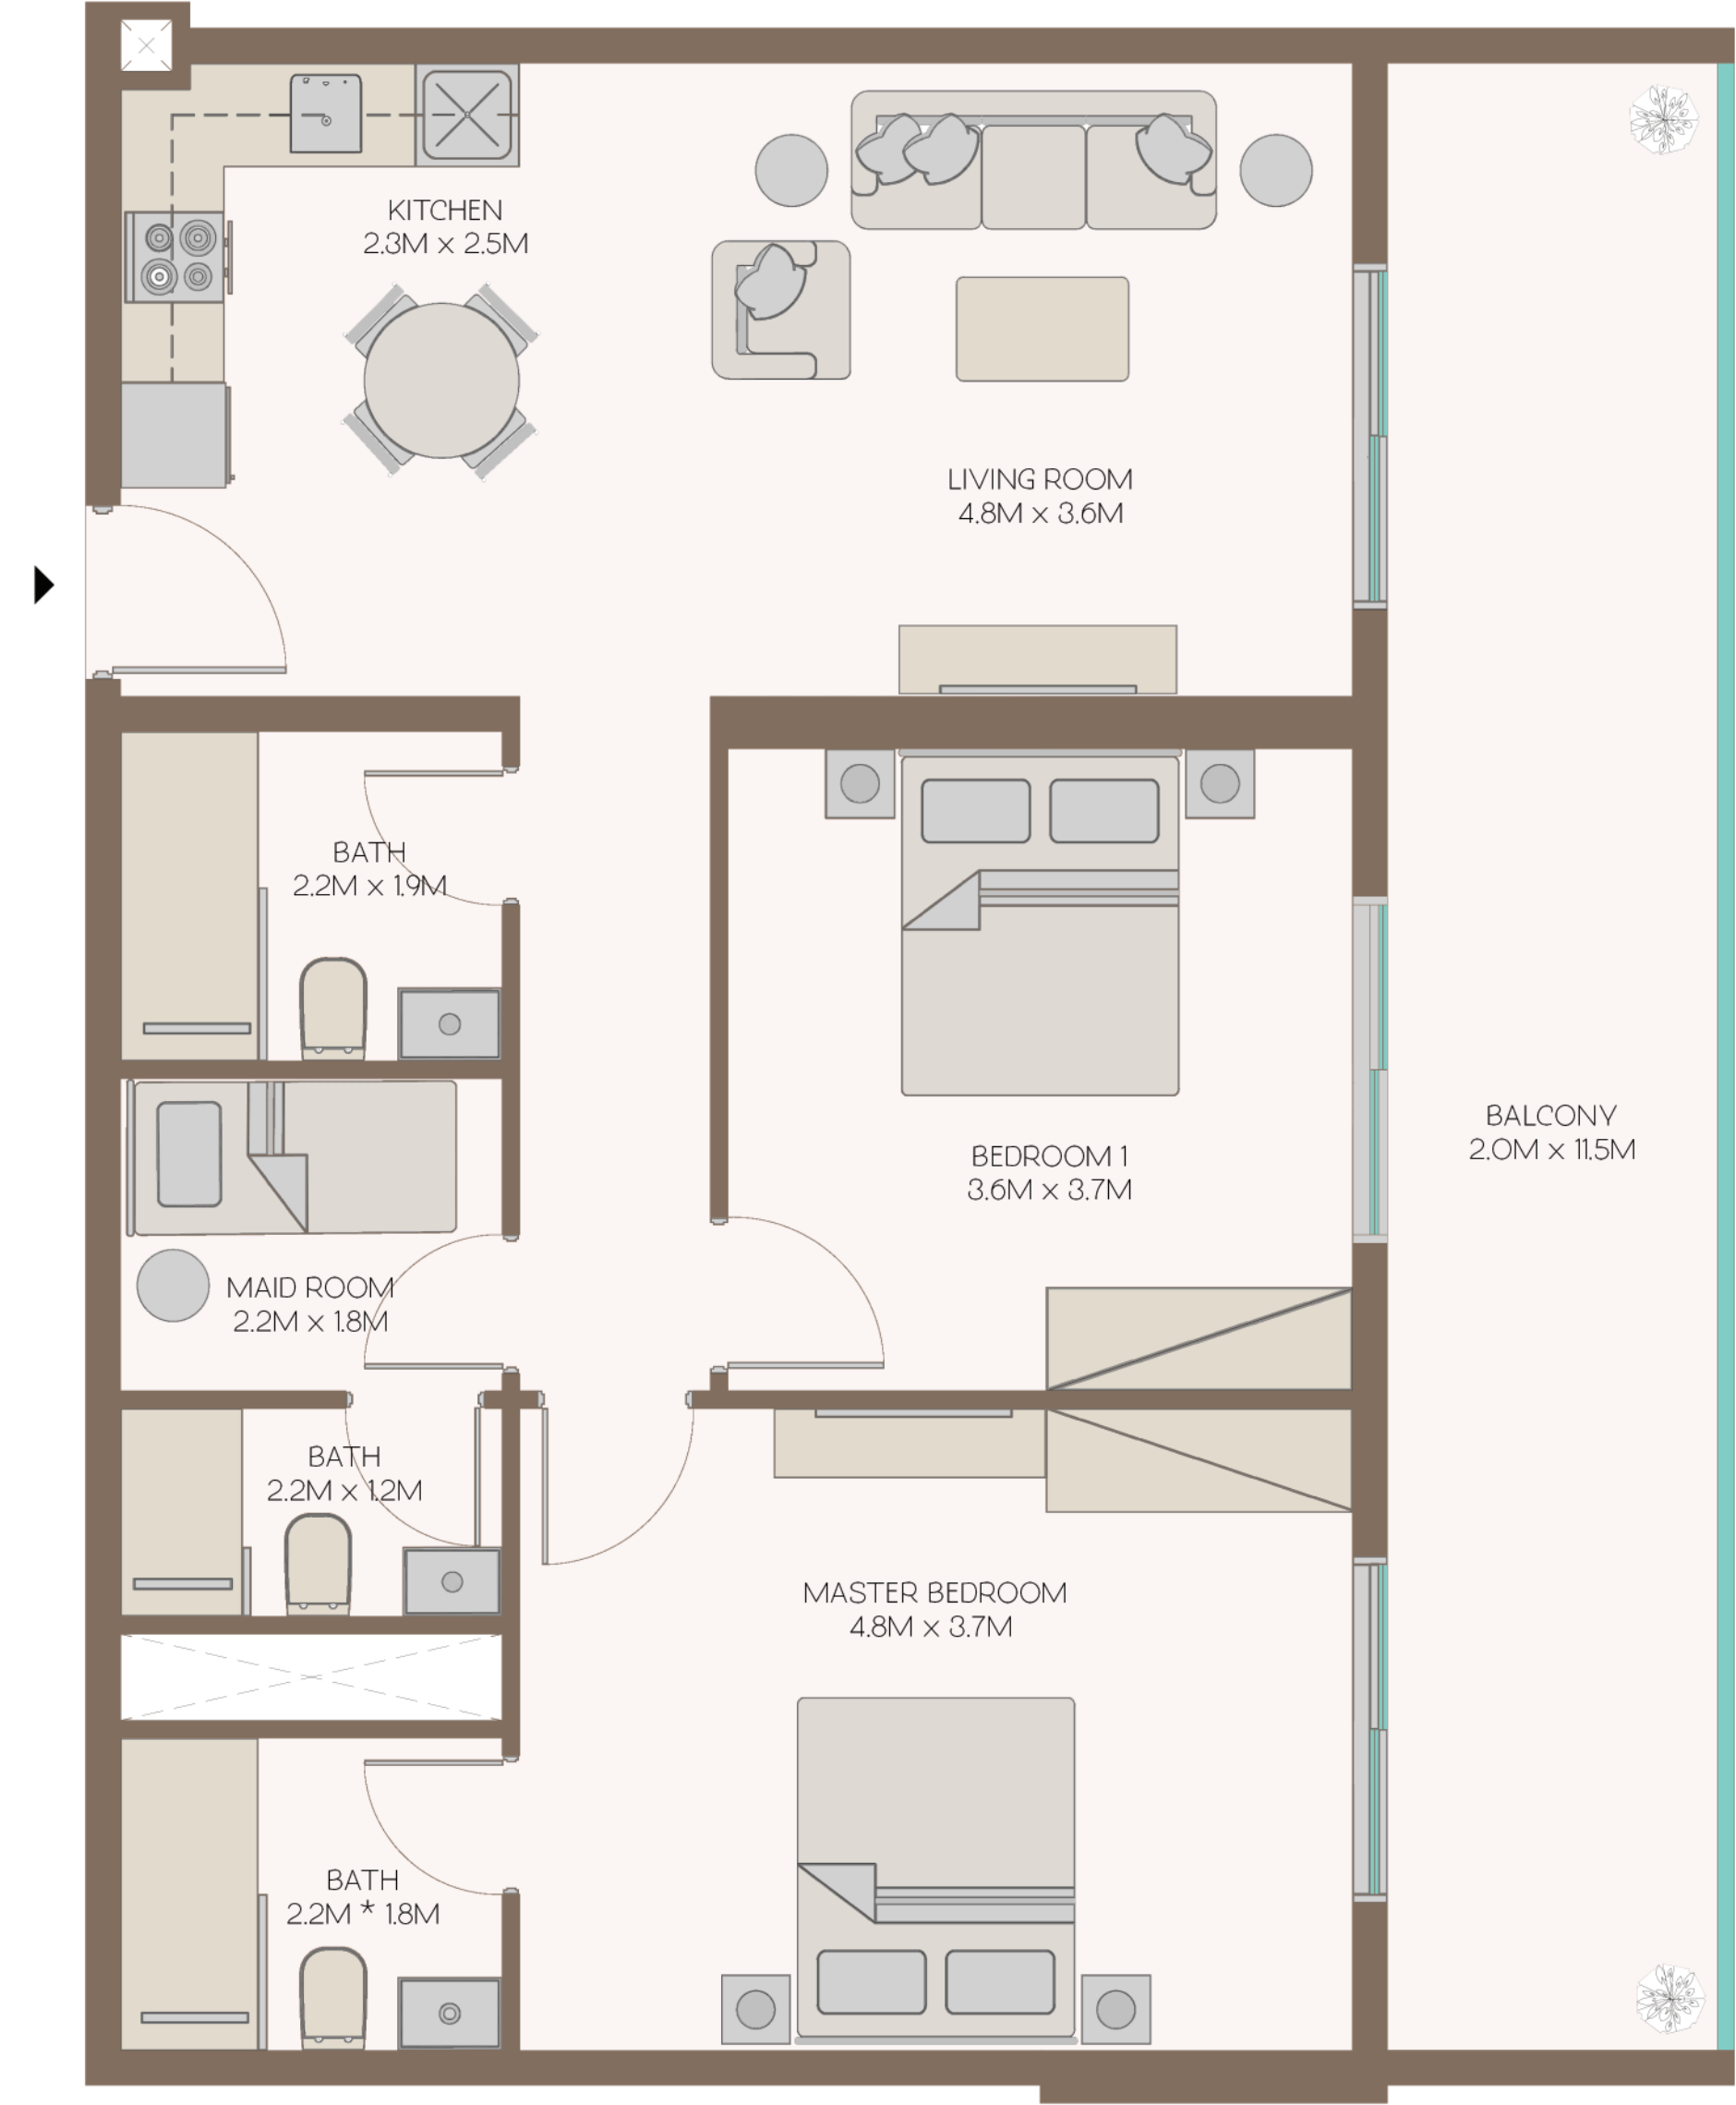 KITCHEN
2.3M x 2.5M
LIVING ROOM
4.8M x 3.6M
BATH
2.2M x 1.9M
BEDROOM 1
3.6M x 3.7M
BALCONY
2.0M x 11.5M
MAID ROOM
2.2M x 1.8M
BATH
2.2M x 1.2M
MASTER BEDROOM
4.8M x 3.7M
BATH
2.2M * 1.8M